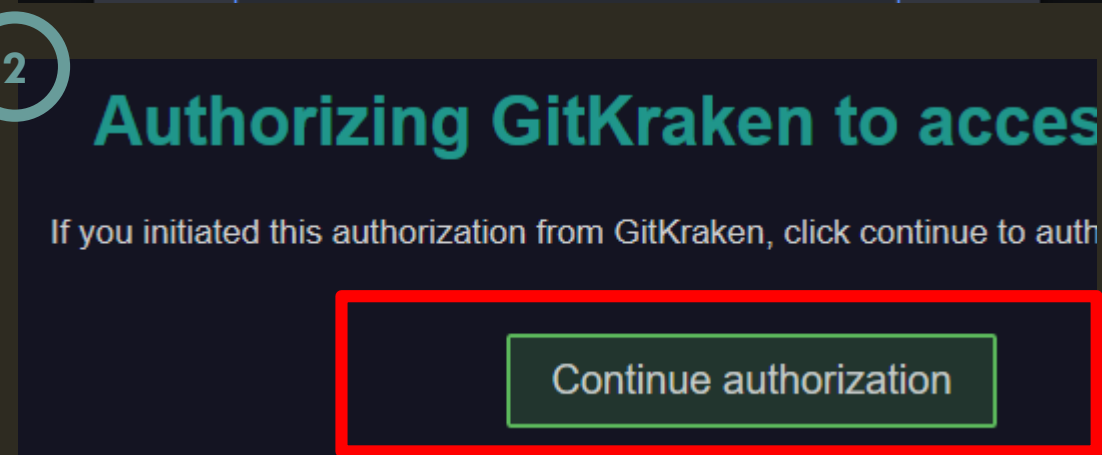 2
Authorizing GitKraken to acces
If you initiated this authorization from GitKraken, click continue to auth
Continue authorization